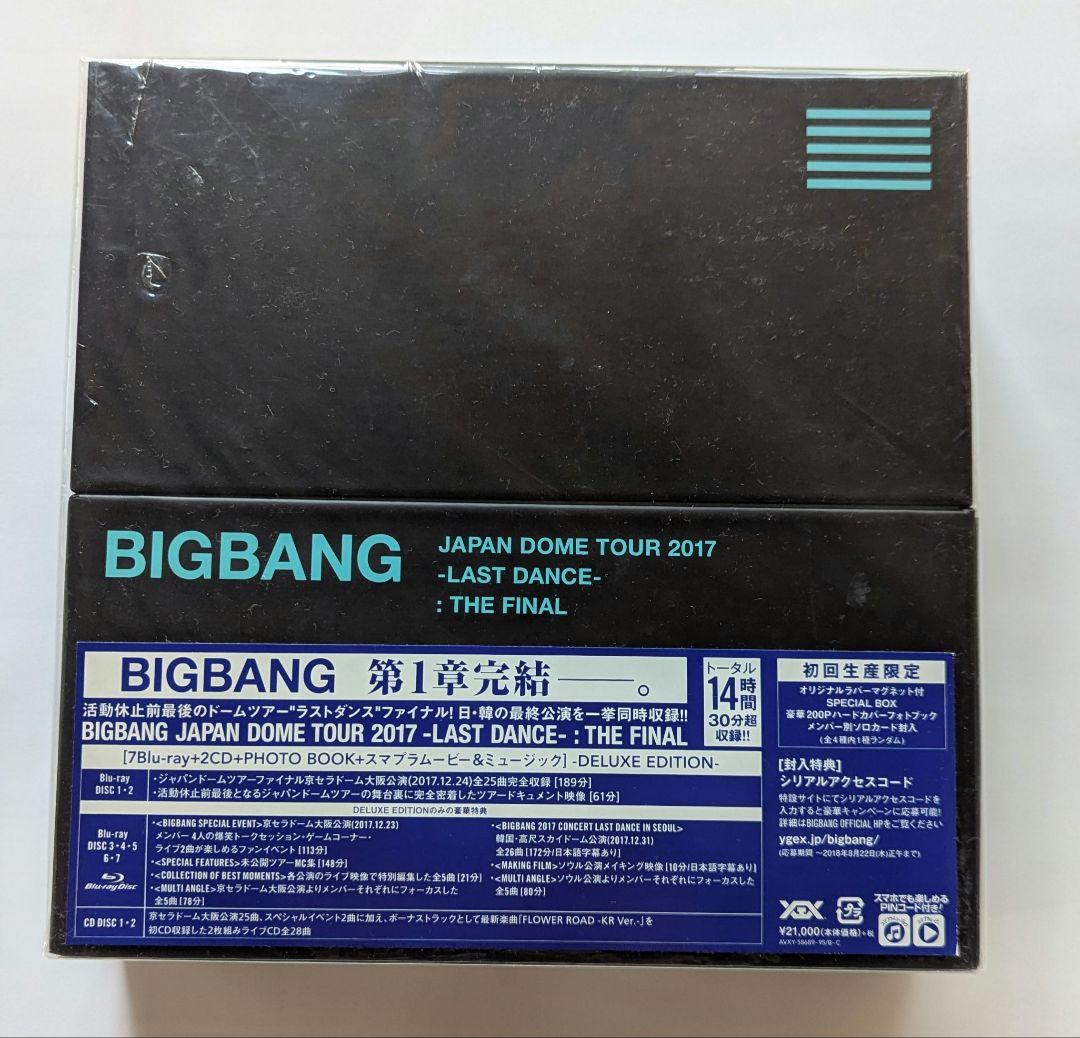 BIGBANG
JAPAN DOME TOUR 2017
-LAST DANCE-
: THE FINAL
BIGBANG 第1章完結――。
活動休止前最後のドームツアー"ラストダンス"ファイナル!日・韓の最終公演を一挙同時収録!!
BIGBANG JAPAN DOME TOUR 2017 -LAST DANCE- : THE FINAL
トータル
14時間
30分超
収録!!
[7Blu-ray+2CD+PHOTO BOOK+スマプラムービー&ミュージック] -DELUXE EDITION-
Blu-ray
DISC 1・2
・ジャパンドームツアーファイナル京セラドーム大阪公演(2017.12.24)全25曲完全収録 [189分]
・活動休止前最後となるジャパンドームツアーの舞台裏に完全密着したツアードキュメント映像 [61分]
DELUXE EDITIONのみの豪華特典
Blu-ray
DISC 3・4・5
6・7
Blu-ray Disc
・<BIGBANG SPECIAL EVENT>京セラドーム大阪公演(2017.12.23)
メンバー 4人の爆笑トークセッション・ゲームコーナー・
ライブ2曲が楽しめるファンイベント [113分]
・<SPECIAL FEATURES>未公開ツアーMC集 [148分]
・<COLLECTION OF BEST MOMENTS>各公演のライブ映像で特別編集した全5曲 [21分]
・<MULTI ANGLE>京セラドーム大阪公演よりメンバーそれぞれにフォーカスした
全5曲 [78分]
・<BIGBANG 2017 CONCERT LAST DANCE IN SEOUL>
韓国・高尺スカイドーム公演(2017.12.31)
全26曲 [172分/日本語字幕あり]
・<MAKING FILM>ソウル公演メイキング映像 [10分/日本語字幕あり]
・<MULTI ANGLE>ソウル公演よりメンバーそれぞれにフォーカスした
全5曲 [80分]
CD DISC 1・2
京セラドーム大阪公演25曲、スペシャルイベント2曲に加え、ボーナストラックとして最新楽曲「FLOWER ROAD -KR Ver.-」を
初CD収録した2枚組みライブCD全28曲
初回生産限定
オリジナルラバーマグネット付
SPECIAL BOX
豪華200Pハードカバーフォトブック
メンバー別ソロカード封入
(全4種内1種ランダム)
[封入特典]
シリアルアクセスコード
特設サイトにてシリアルアクセスコードを
入力すると豪華キャンペーンに応募可能!
詳細はBIGBANG OFFICIAL HPをご覧ください
ygex.jp/bigbang/
(応募期間 〜2018年8月22日(水)正午まで)
スマホでも楽しめる
PINコード付き!
YGEX
プラ
¥21,000(本体価格)+税
AVXY-58689~95/B~C